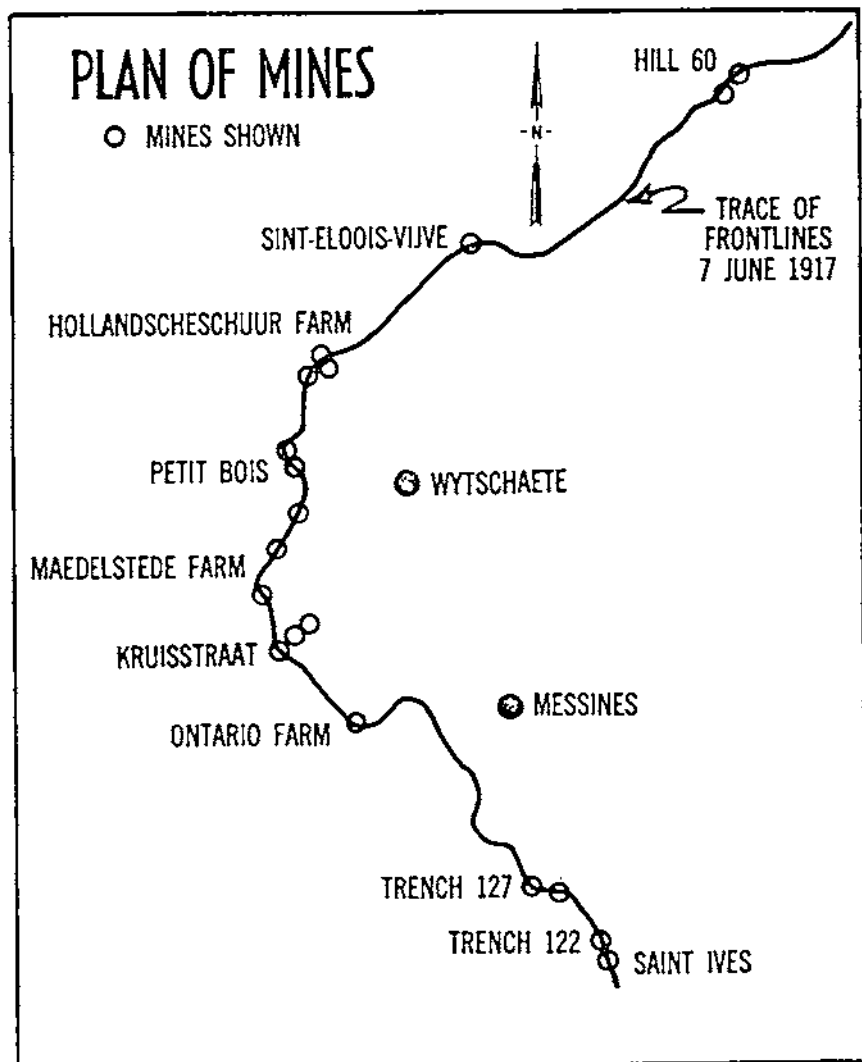 PLAN OF MINES
MINES SHOWN
-N-
HILL 60
TRACE OF
FRONTLINES
7 JUNE 1917
SINT-ELOOIS-VIJVE
HOLLANDSCHESCHUUR FARM
PETIT BOIS
WYTSCHAETE
MAEDELSTEDE FARM
KRUISSTRAAT
MESSINES
ONTARIO FARM
TRENCH 127
TRENCH 122
SAINT IVES